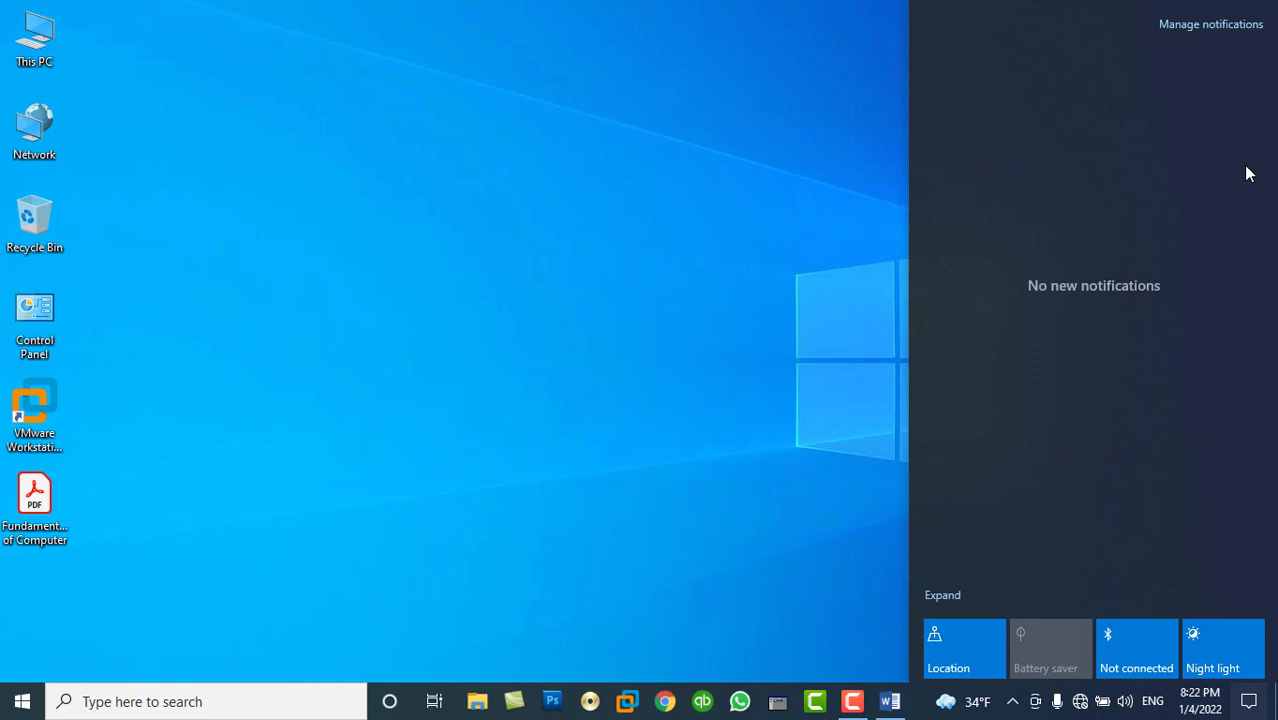 This PC
Network
Recycle Bin
Control
Panel
VMware
Workstati...
PDF
Fundament...
of Computer
Manage notifications
No new notifications
Expand
Location
Battery saver
Not connected
Night light
Type here to search
Ps
qb
W
34°F
ENG
8:22 PM
1/4/2022